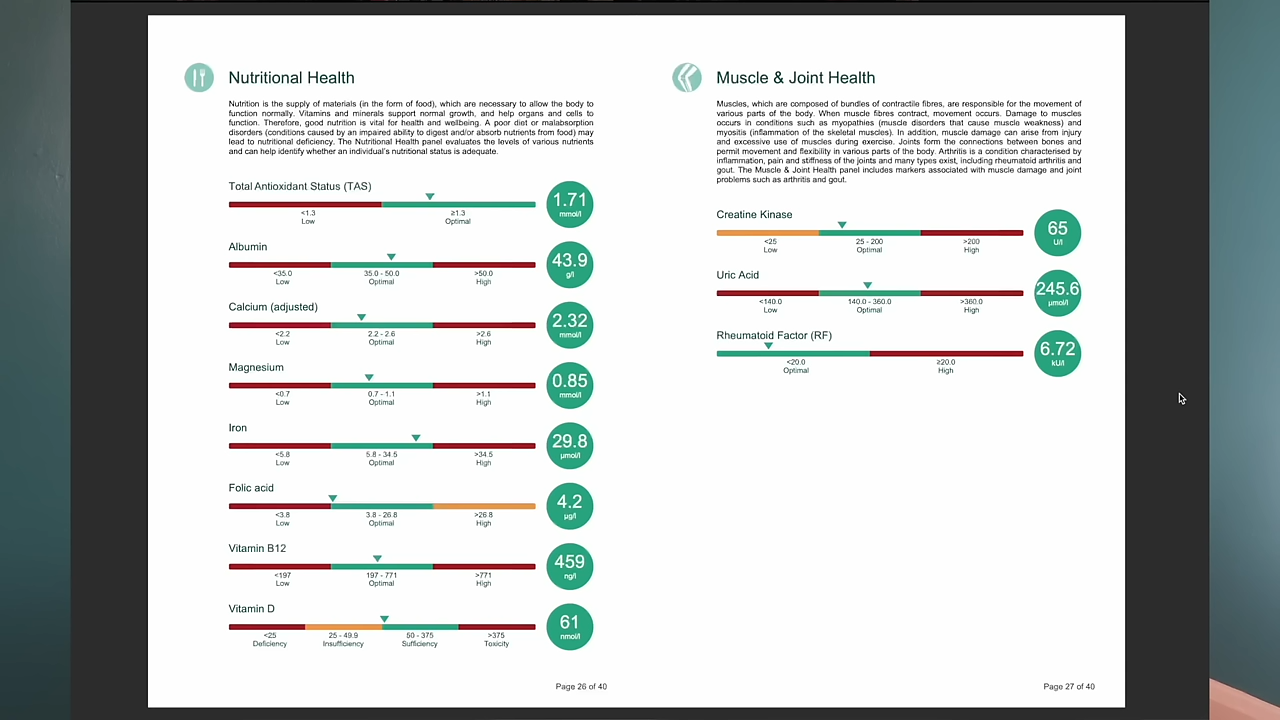 Nutritional Health
Nutrition is the supply of materials (in the form of food), which are necessary to allow the body to
function normally. Vitamins and minerals support normal growth, and help organs and cells to
function. Therefore, good nutrition is vital for health and wellbeing. A poor diet or malabsorption
disorders (conditions caused by an impaired ability to digest and/or absorb nutrients from food) may
lead to nutritional deficiency. The Nutritional Health panel evaluates the levels of various nutrients
and can help identify whether an individual's nutritional status is adequate.
Total Antioxidant Status (TAS)
<1.3 ≥1.3
Low Optimal
1.71
mmol/l
Albumin
<35.0 35.0 - 50.0 >50.0
Low Optimal High
43.9
g/l
Calcium (adjusted)
<2.2 2.2 - 2.6 >2.6
Low Optimal High
2.32
mmol/l
Magnesium
<0.7 0.7 - 1.1 >1.1
Low Optimal High
0.85
mmol/l
Iron
<5.8 5.8 - 34.5 >34.5
Low Optimal High
29.8
µmol/l
Folic acid
<3.8 3.8 - 26.8 >26.8
Low Optimal High
4.2
µg/l
Vitamin B12
<197 197 - 771 >771
Low Optimal High
459
ng/l
Vitamin D
<25 25 - 49.9 50 - 375 >375
Deficiency Insufficiency Sufficiency Toxicity
61
nmol/l
Page 26 of 40
Muscle & Joint Health
Muscles, which are composed of bundles of contractile fibres, are responsible for the movement of
various parts of the body. When muscle fibres contract, movement occurs. Damage to muscles
occurs in conditions such as myopathies (muscle disorders that cause muscle weakness) and
myositis (inflammation of the skeletal muscles). In addition, muscle damage can arise from injury
and excessive use of muscles during exercise. Joints form the connections between bones and
permit movement and flexibility in various parts of the body. Arthritis is a condition characterised by
inflammation, pain and stiffness of the joints and many types exist, including rheumatoid arthritis and
gout. The Muscle & Joint Health panel includes markers associated with muscle damage and joint
problems such as arthritis and gout.
Creatine Kinase
<25 25 - 200 >200
Low Optimal High
65
U/l
Uric Acid
<140.0 140.0 - 360.0 >360.0
Low Optimal High
245.6
µmol/l
Rheumatoid Factor (RF)
<20.0 ≥20.0
Optimal High
6.72
kU/l
Page 27 of 40